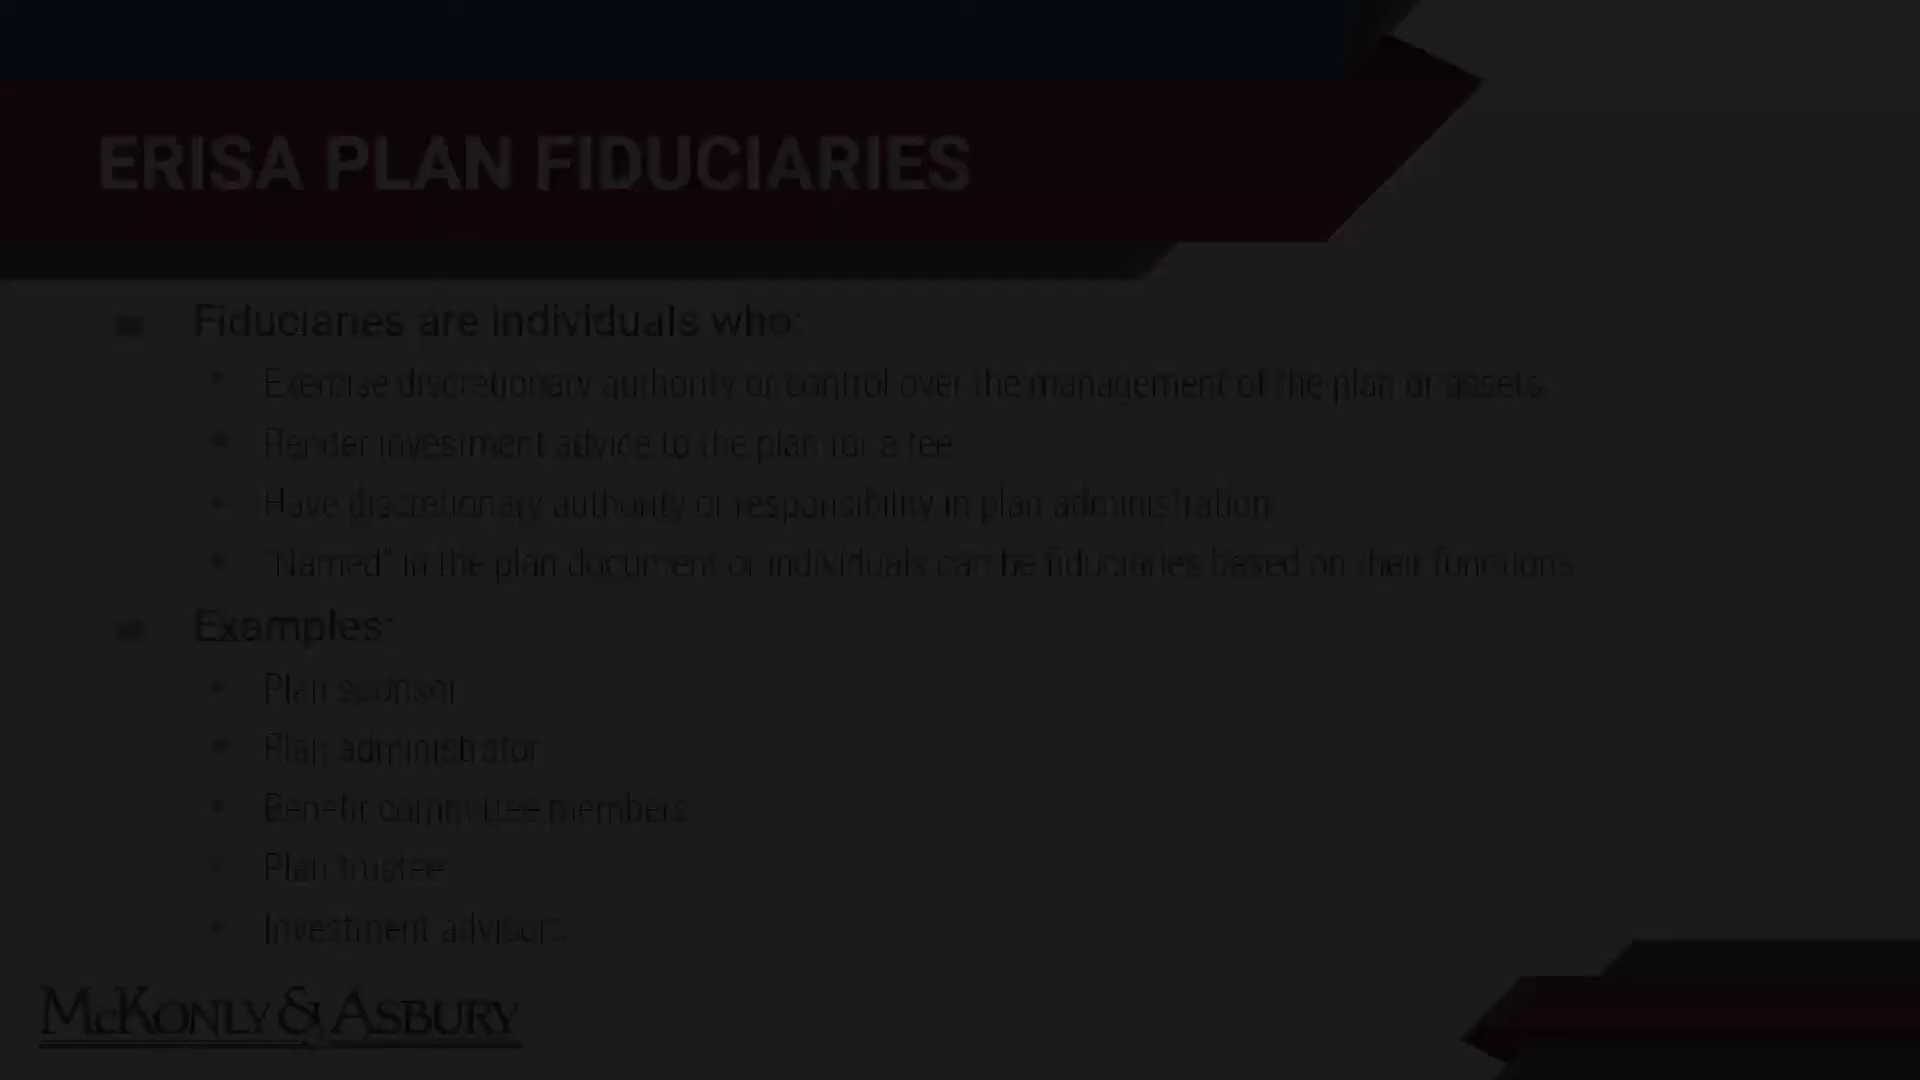 ERISA PLAN FIDUCIARIES
Fiduciaries are individuals who:
Exercise discretionary authority or control over the management of the plan or assets
Render investment advice to the plan for a fee
Have discretionary authority or responsibility in plan administration
"Named" in the plan document or individuals can be fiduciaries based on their functions
Examples:
Plan sponsor
Plan administrator
Benefit committee members
Plan trustee
Investment advisors
McKonly & Asbury